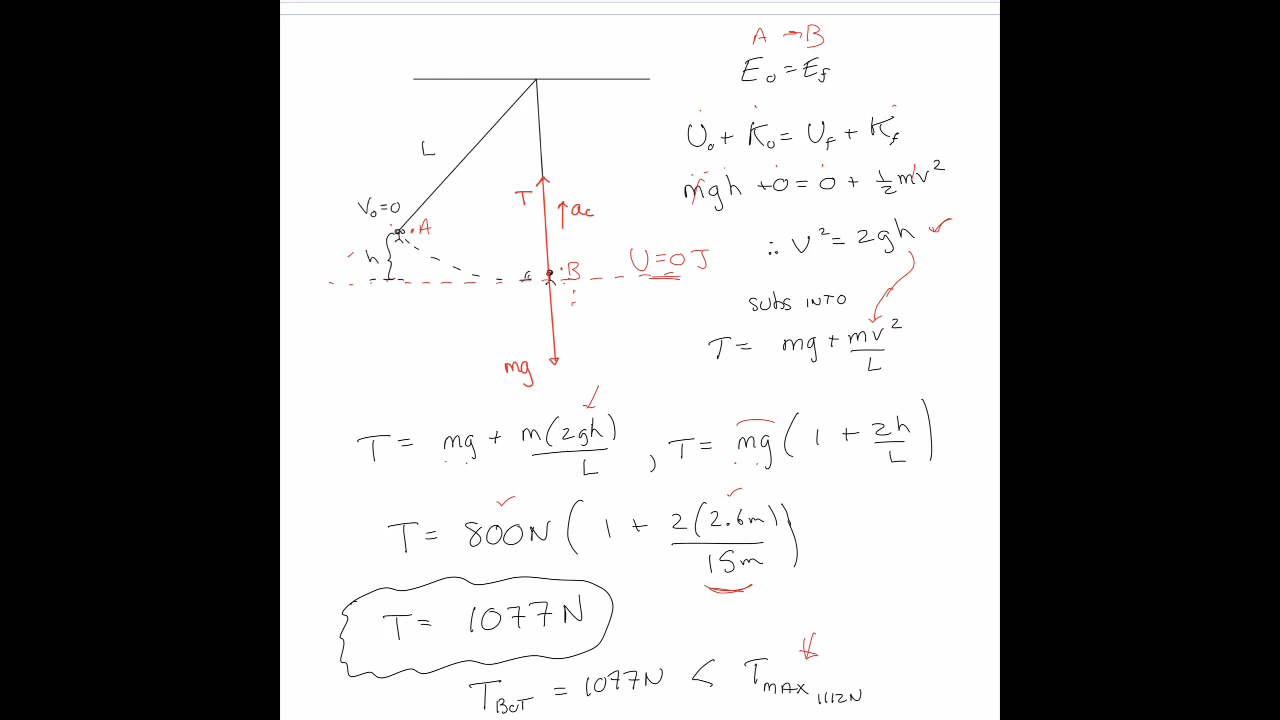 A → B
E₀ = E_f
U₀ + K₀ = U_f + K_f
mgh + 0 = 0 + ½mv²
∴ V² = 2gh
SUBS INTO
T = mg + mv²/L
L
V₀=0
A
h
T
ac
B
U=0J
mg
T = mg + m(2gh)/L , T = mg(1 + 2h/L)
T = 800N(1 + 2(2.6m)/15m)
T = 1077N
T_BOT = 1077N < T_MAX 1112N